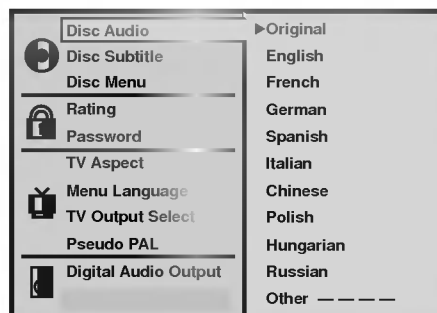 Disc Audio
Disc Subtitle
Disc Menu
Rating
Password
TV Aspect
Menu Language
TV Output Select
Pseudo PAL
Digital Audio Output
Original
English
French
German
Spanish
Italian
Chinese
Polish
Hungarian
Russian
Other — — — —